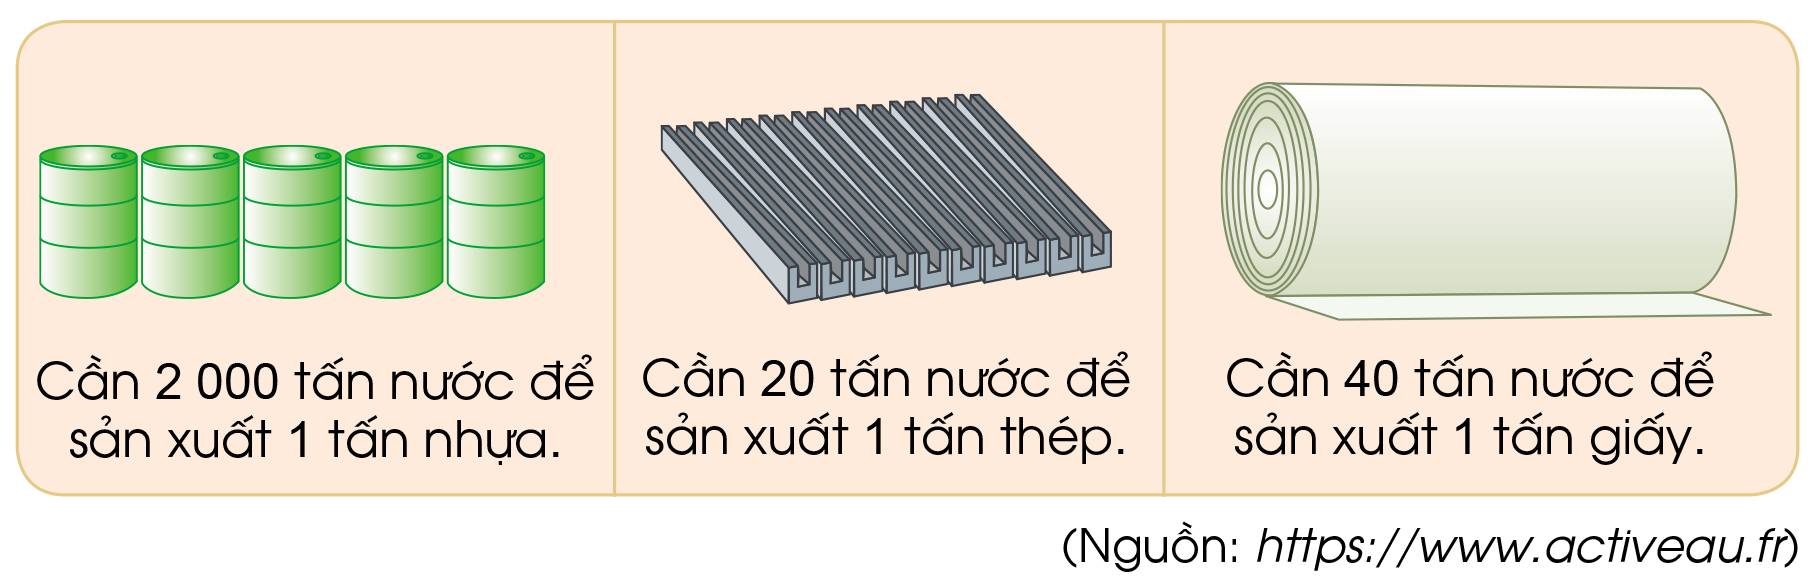 Cần 2 000 tấn nước để
sản xuất 1 tấn nhựa.
Cần 20 tấn nước để
sản xuất 1 tấn thép.
Cần 40 tấn nước để
sản xuất 1 tấn giấy.
(Nguồn: https://www.activeau.fr)